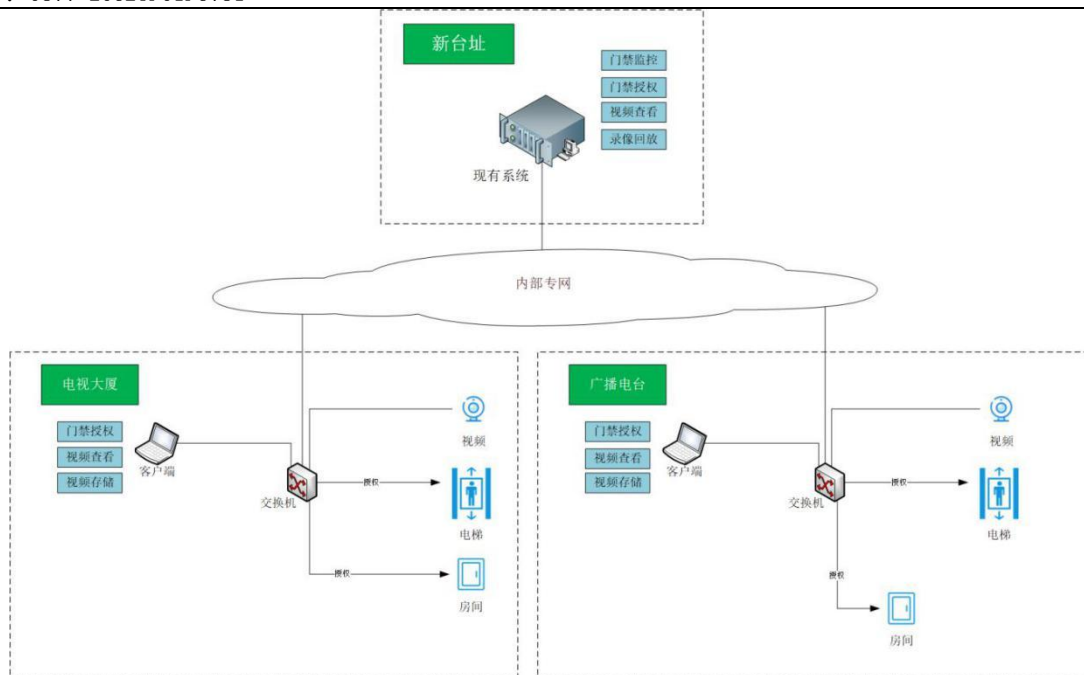 新台址
门禁监控
门禁授权
视频查看
录像回放
现有系统
内部专网
电视大厦
门禁授权
视频查看
视频存储
客户端
交换机
视频
授权
电梯
授权
房间
广播电台
门禁授权
视频查看
视频存储
客户端
交换机
视频
授权
电梯
授权
房间